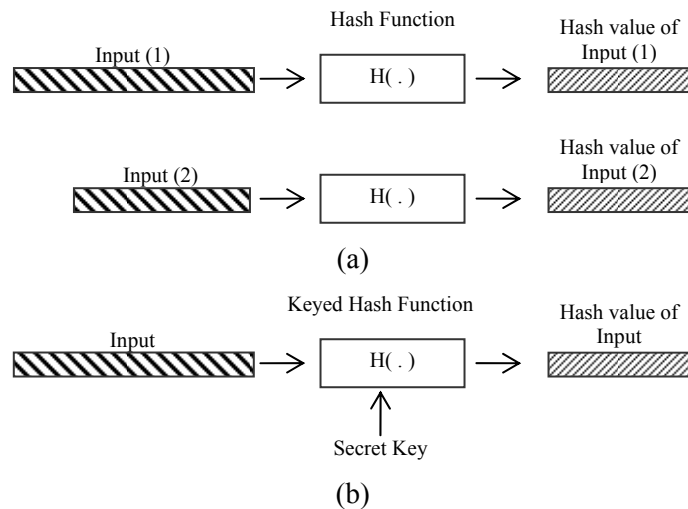 Hash Function
Hash value of
Input (1)
Input (1)
H( . )
Hash value of
Input (2)
Input (2)
H( . )
(a)
Keyed Hash Function
Hash value of
Input
Input
H( . )
Secret Key
(b)